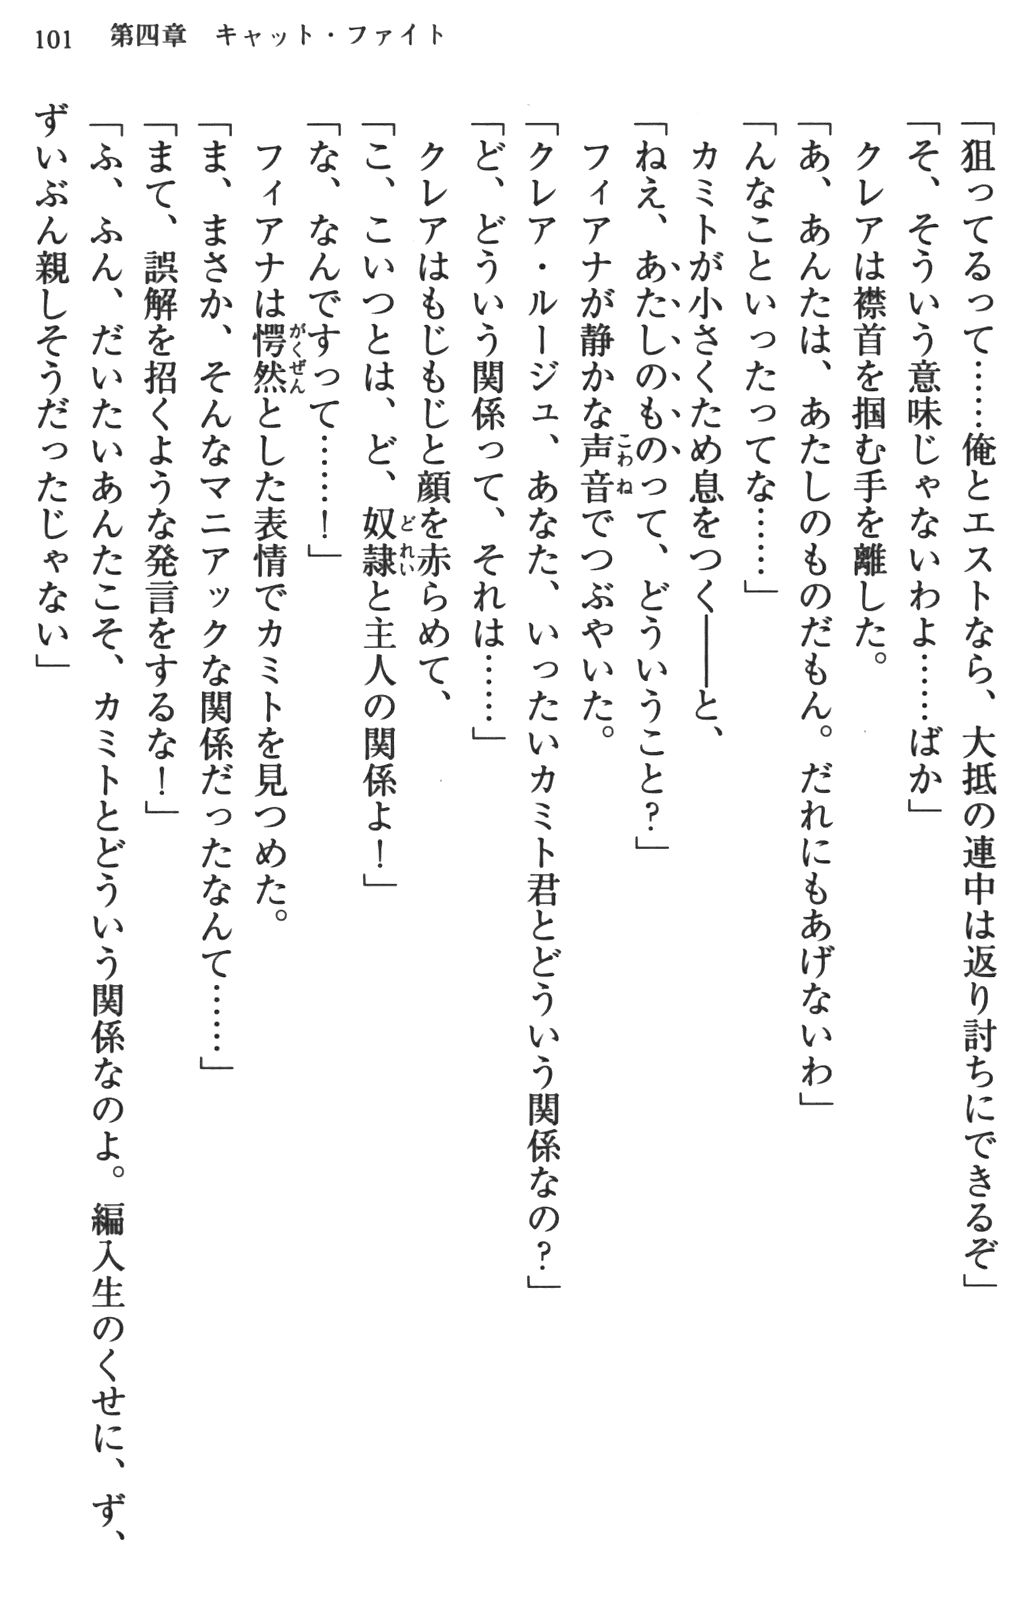 101　第四章　キャット・ファイト
「狙ってるって……俺とエストなら、大抵の連中は返り討ちにできるぞ」
「そ、そういう意味じゃないわよ……ばか」
　クレアは襟首を掴む手を離した。
「あ、あんたは、あたしのものだもん。だれにもあげないわ」
「んなこといったってな……」
　カミトが小さくため息をつく――と、
「ねえ、あたしのものって、どういうこと？」
　フィアナが静かな声音でつぶやいた。
「クレア・ルージュ、あなた、いったいカミト君とどういう関係なの？」
「ど、どういう関係って、それは……」
　クレアはもじもじと顔を赤らめて、
「こ、こいつとは、ど、奴隷と主人の関係よ！」
「な、なんですって……！」
　フィアナは愕然とした表情でカミトを見つめた。
「ま、まさか、そんなマニアックな関係だったなんて……」
「まて、誤解を招くような発言をするな！」
「ふ、ふん、だいたいあんたこそ、カミトとどういう関係なのよ。編入生のくせに、ず、
ずいぶん親しそうだったじゃない」